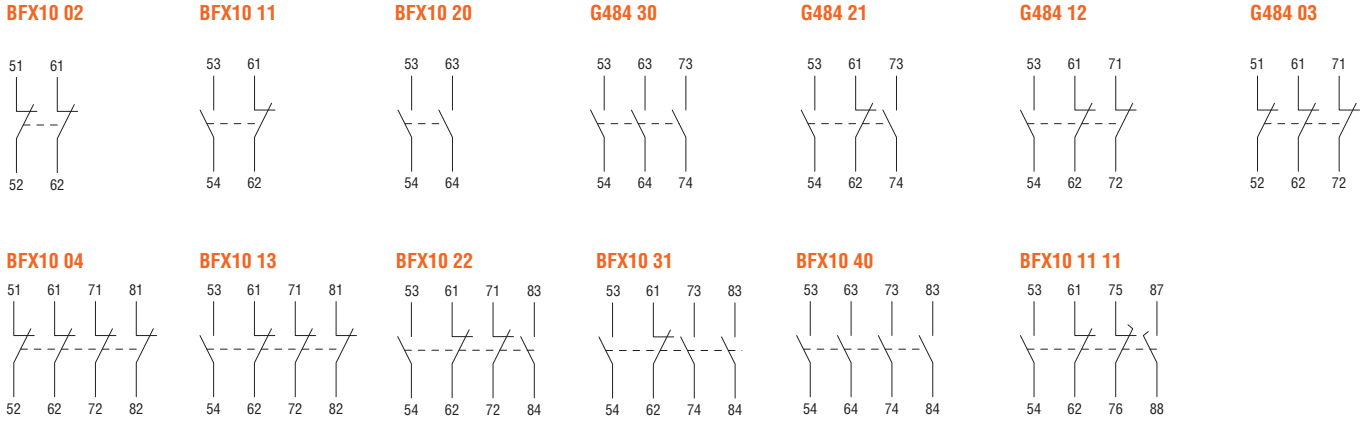 BFX10 02 BFX10 11 BFX10 20 G484 30 G484 21 G484 12 G484 03
51 61 53 61 53 63 53 63 73 53 61 73 53 61 71 51 61 71
52 62 54 62 54 64 54 64 74 54 62 74 54 62 72 52 62 72
BFX10 04 BFX10 13 BFX10 22 BFX10 31 BFX10 40 BFX10 11 11
51 61 71 81 53 61 71 81 53 61 71 83 53 61 73 83 53 63 73 83 53 61 75 87
52 62 72 82 54 62 72 82 54 62 72 84 54 62 74 84 54 64 74 84 54 62 76 88